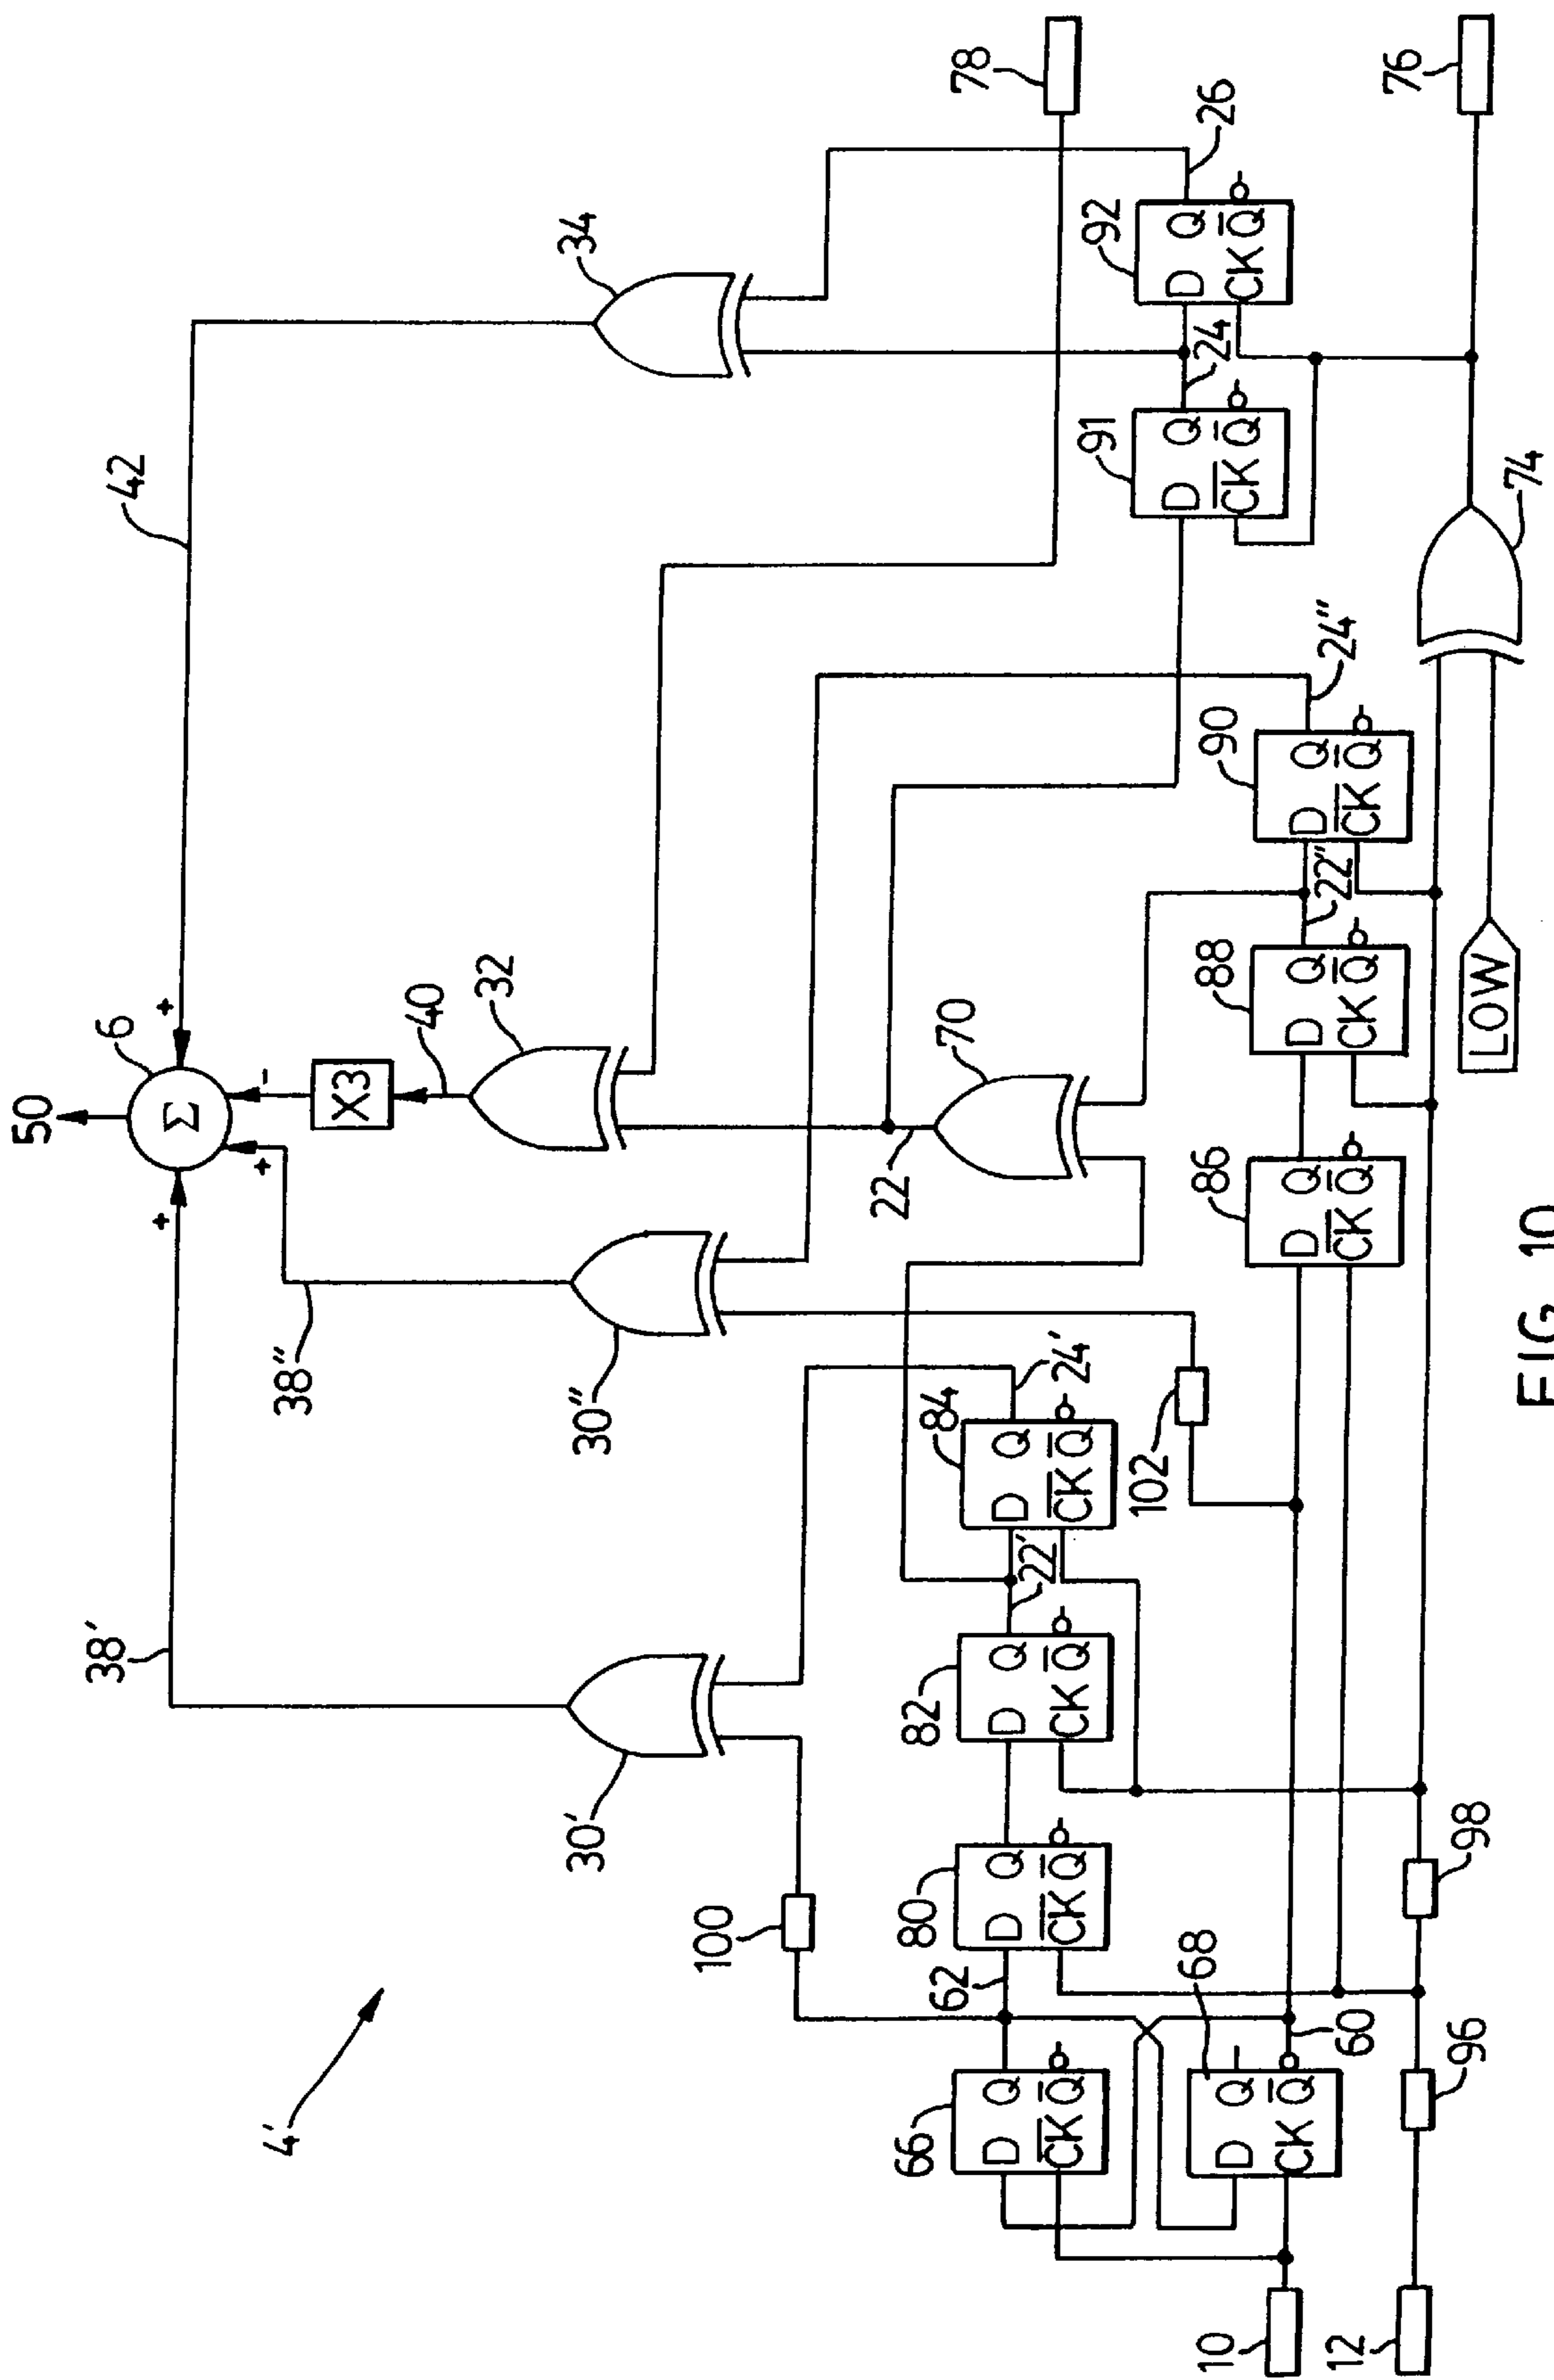 4'
50
6
Σ
+
+
-
+
38'
38"
X3
40
42
30'
30"
32
34
100
22
70
78
66
D Q
CK Q̅
62
80
D Q
C̅K̅ Q̅
82
D Q
CK Q̅
22'
84
D Q
C̅K̅ Q̅
24'
102
91
D Q
C̅K̅ Q̅
24
92
D Q
CK Q̅
26
68
D Q
CK Q̅
60
86
D Q
C̅K̅ Q̅
88
D Q
CK Q̅
22"
90
D Q
C̅K̅ Q̅
24"
10
12
96
98
LOW
74
76
FIG. 10